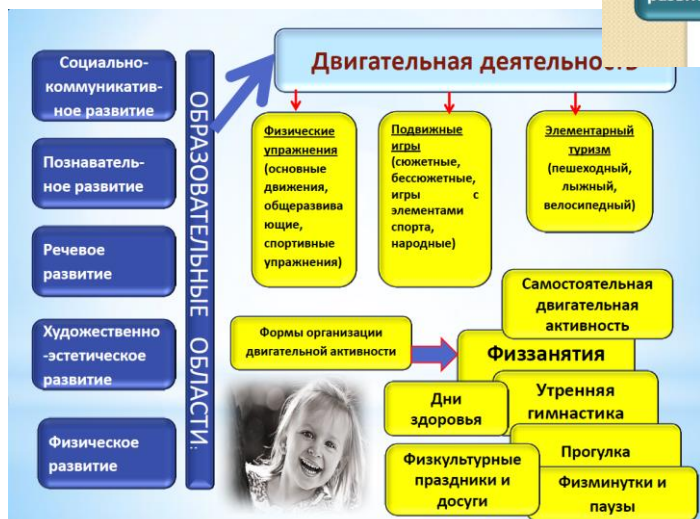 Социально-
коммуникатив-
ное развитие
Познаватель-
ное развитие
Речевое
развитие
Художественно
-эстетическое
развитие
Физическое
развитие
ОБРАЗОВАТЕЛЬНЫЕ ОБЛАСТИ:
Двигательная деятельность
Физические
упражнения
(основные
движения,
общеразвива
ющие,
спортивные
упражнения)
Подвижные
игры
(сюжетные,
бессюжетные,
игры с
элементами
спорта,
народные)
Элементарный
туризм
(пешеходный,
лыжный,
велосипедный)
Формы организации
двигательной активности
Самостоятельная
двигательная
активность
Физзанятия
Дни
здоровья
Утренняя
гимнастика
Прогулка
Физкультурные
праздники и
досуги
Физминутки и
паузы